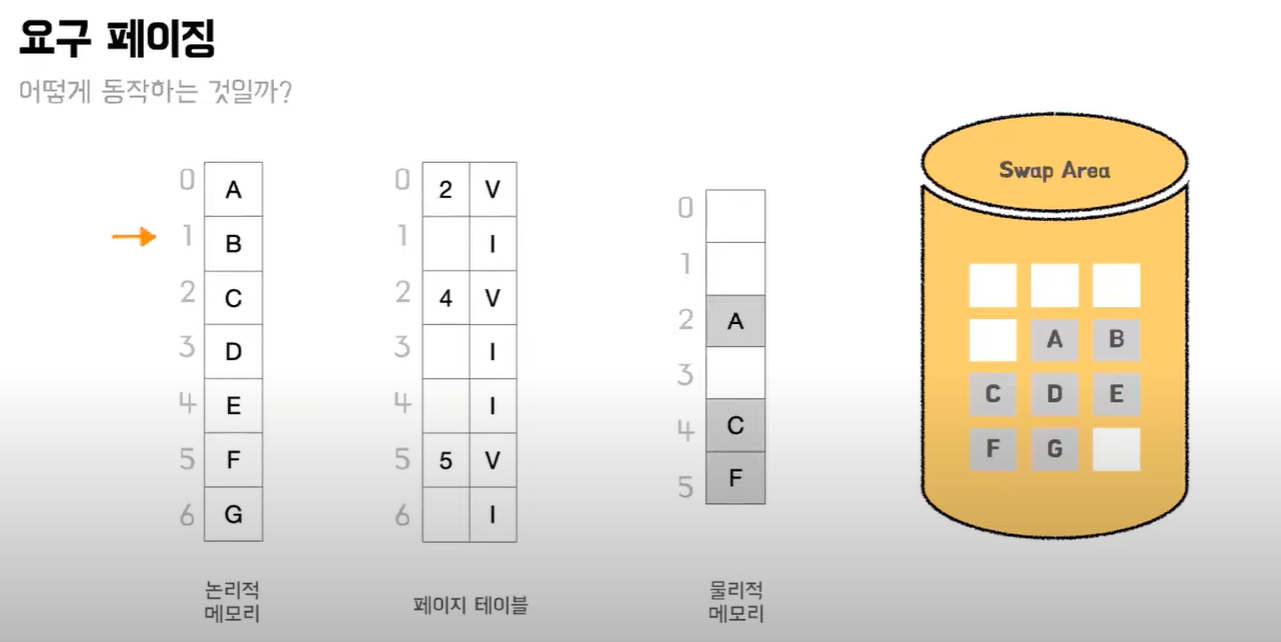 요구 페이징
어떻게 동작하는 것일까?
0 A
1 B
2 C
3 D
4 E
5 F
6 G
논리적
메모리
0 2 V
1 I
2 4 V
3 I
4 I
5 5 V
6 I
페이지 테이블
0
1
2 A
3
4 C
5 F
물리적
메모리
Swap Area
A B
C D E
F G